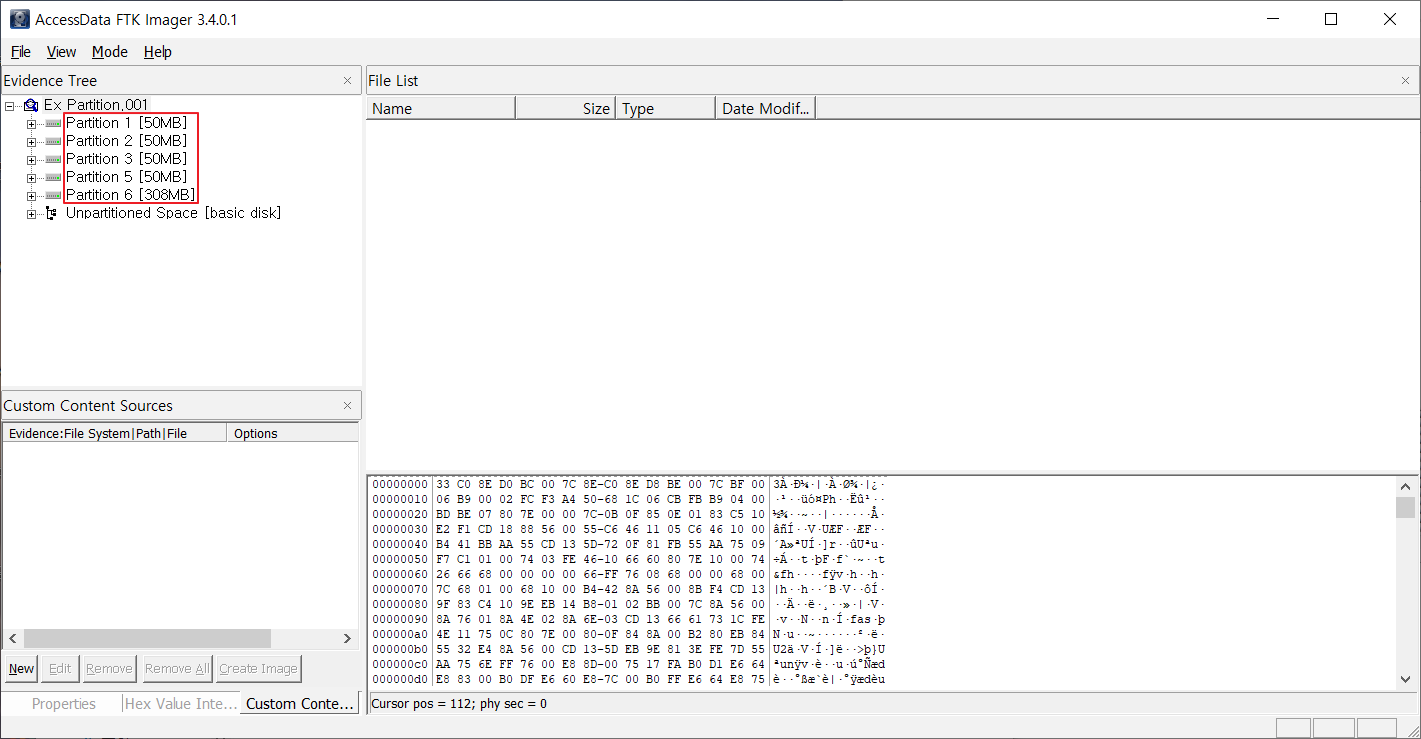 AccessData FTK Imager 3.4.0.1
File View Mode Help
Evidence Tree
Ex Partition.001
Partition 1 [50MB]
Partition 2 [50MB]
Partition 3 [50MB]
Partition 5 [50MB]
Partition 6 [308MB]
Unpartitioned Space [basic disk]
Custom Content Sources
Evidence:File System|Path|File Options
New Edit Remove Remove All Create Image
Properties Hex Value Inte... Custom Conte...
File List
Name Size Type Date Modif...
00000000 33 C0 8E D0 BC 00 7C 8E-C0 8E D8 BE 00 7C BF 00 3À·Ð¼·|·À·Ø¾·|¿·
00000010 06 B9 00 02 FC F3 A4 50-68 1C 06 CB FB B9 04 00 ·¹··üó¤Ph··Ëû¹··
00000020 BD BE 07 80 7E 00 00 7C-0B 0F 85 0E 01 83 C5 10 ½¾··~··|······Å·
00000030 E2 F1 CD 18 88 56 00 55-C6 46 11 05 C6 46 10 00 âñÍ··V·UÆF··ÆF··
00000040 B4 41 BB AA 55 CD 13 5D-72 0F 81 FB 55 AA 75 09 ´A»ªUÍ·]r··ûUªu·
00000050 F7 C1 01 00 74 03 FE 46-10 66 60 80 7E 10 00 74 ÷Á··t·þF·f`·~··t
00000060 26 66 68 00 00 00 00 66-FF 76 08 68 00 00 68 00 &fh····fÿv·h··h·
00000070 7C 68 01 00 68 10 00 B4-42 8A 56 00 8B F4 CD 13 |h··h··´B·V··ôÍ·
00000080 9F 83 C4 10 9E EB 14 B8-01 02 BB 00 7C 8A 56 00 ··Ä··ë·¸··»·|·V·
00000090 8A 76 01 8A 4E 02 8A 6E-03 CD 13 66 61 73 1C FE ·v··N··n·Í·fas·þ
000000a0 4E 11 75 0C 80 7E 00 80-0F 84 8A 00 B2 80 EB 84 N·u··~······²·ë·
000000b0 55 32 E4 8A 56 00 CD 13-5D EB 9E 81 3E FE 7D 55 U2ä·V·Í·]ë··>þ}U
000000c0 AA 75 6E FF 76 00 E8 8D-00 75 17 FA B0 D1 E6 64 ªunÿv·è··u·ú°Ñæd
000000d0 E8 83 00 B0 DF E6 60 E8-7C 00 B0 FF E6 64 E8 75 è··°ßæ`è|·°ÿædèu
Cursor pos = 112; phy sec = 0